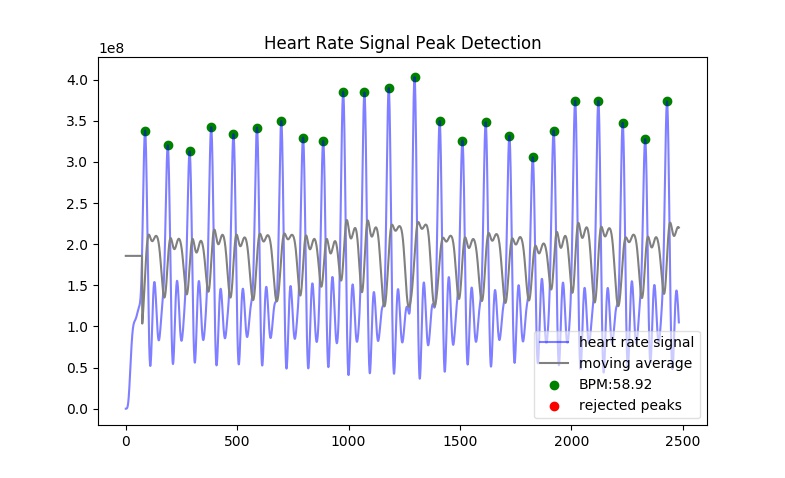 Heart Rate Signal Peak Detection
1e8
4.0
3.5
3.0
2.5
2.0
1.5
1.0
0.5
0.0
heart rate signal
moving average
BPM:58.92
rejected peaks
0 500 1000 1500 2000 2500